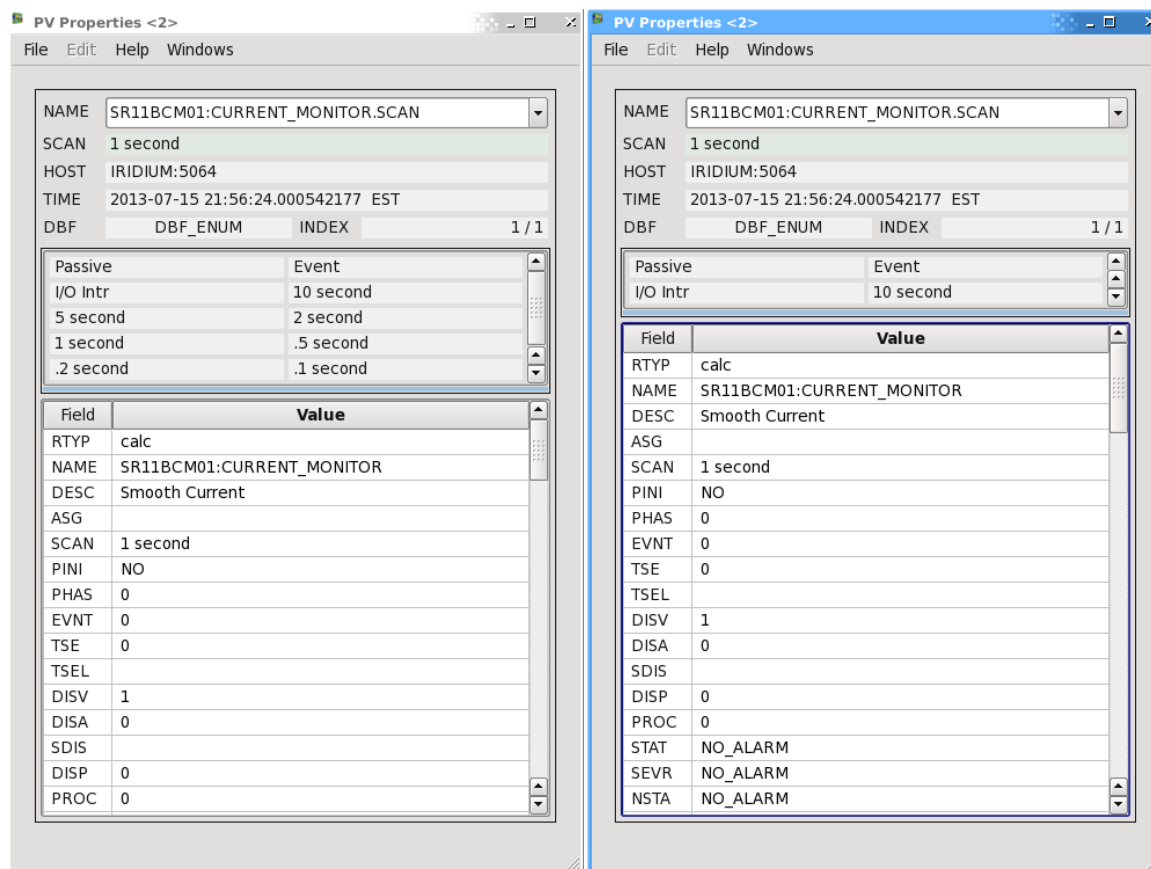 PV Properties <2>
File Edit Help Windows
NAME SR11BCM01:CURRENT_MONITOR.SCAN
SCAN 1 second
HOST IRIDIUM:5064
TIME 2013-07-15 21:56:24.000542177 EST
DBF DBF_ENUM INDEX 1 / 1
Passive Event
I/O Intr 10 second
5 second 2 second
1 second .5 second
.2 second .1 second
Field Value
RTYP calc
NAME SR11BCM01:CURRENT_MONITOR
DESC Smooth Current
ASG
SCAN 1 second
PINI NO
PHAS 0
EVNT 0
TSE 0
TSEL
DISV 1
DISA 0
SDIS
DISP 0
PROC 0
PV Properties <2>
File Edit Help Windows
NAME SR11BCM01:CURRENT_MONITOR.SCAN
SCAN 1 second
HOST IRIDIUM:5064
TIME 2013-07-15 21:56:24.000542177 EST
DBF DBF_ENUM INDEX 1 / 1
Passive Event
I/O Intr 10 second
Field Value
RTYP calc
NAME SR11BCM01:CURRENT_MONITOR
DESC Smooth Current
ASG
SCAN 1 second
PINI NO
PHAS 0
EVNT 0
TSE 0
TSEL
DISV 1
DISA 0
SDIS
DISP 0
PROC 0
STAT NO_ALARM
SEVR NO_ALARM
NSTA NO_ALARM